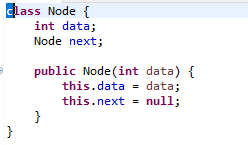 class Node {
    int data;
    Node next;

    public Node(int data) {
        this.data = data;
        this.next = null;
    }
}